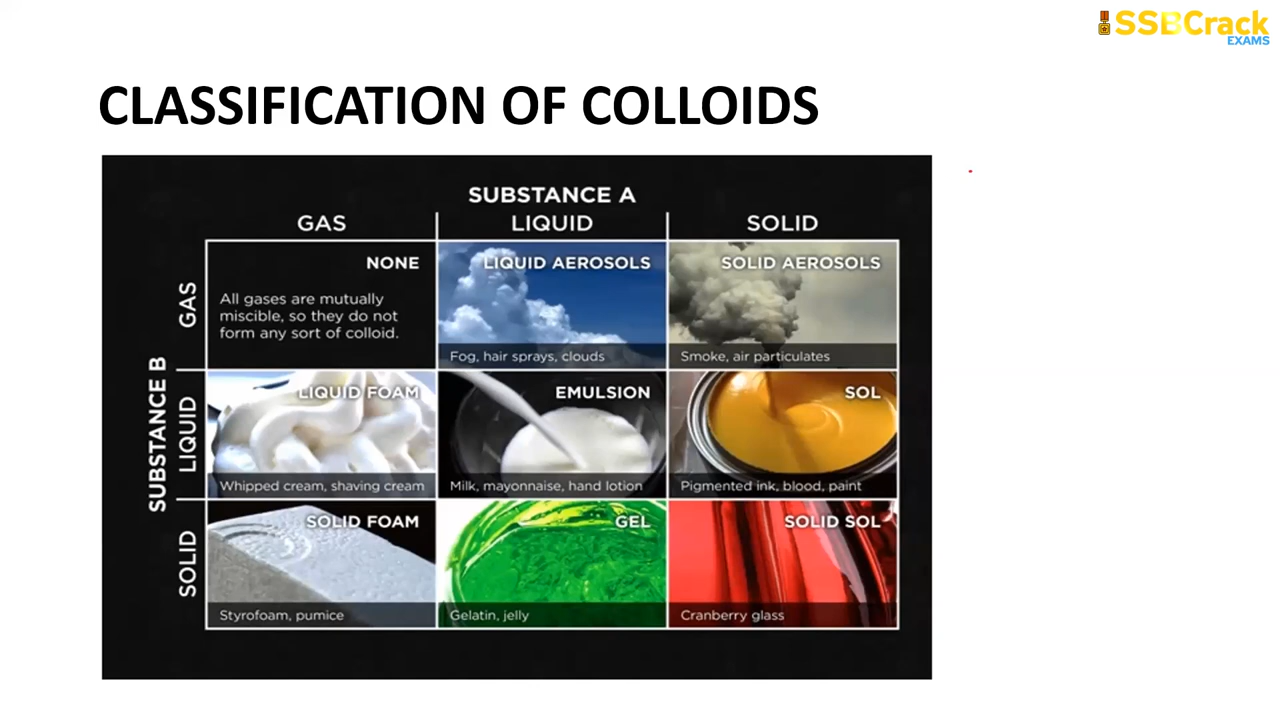 SSBCrack
EXAMS
CLASSIFICATION OF COLLOIDS
SUBSTANCE A
GAS LIQUID SOLID
SUBSTANCE B
GAS
NONE
All gases are mutually
miscible, so they do not
form any sort of colloid.
LIQUID AEROSOLS
Fog, hair sprays, clouds
SOLID AEROSOLS
Smoke, air particulates
LIQUID
LIQUID FOAM
Whipped cream, shaving cream
EMULSION
Milk, mayonnaise, hand lotion
SOL
Pigmented ink, blood, paint
SOLID
SOLID FOAM
Styrofoam, pumice
GEL
Gelatin, jelly
SOLID SOL
Cranberry glass